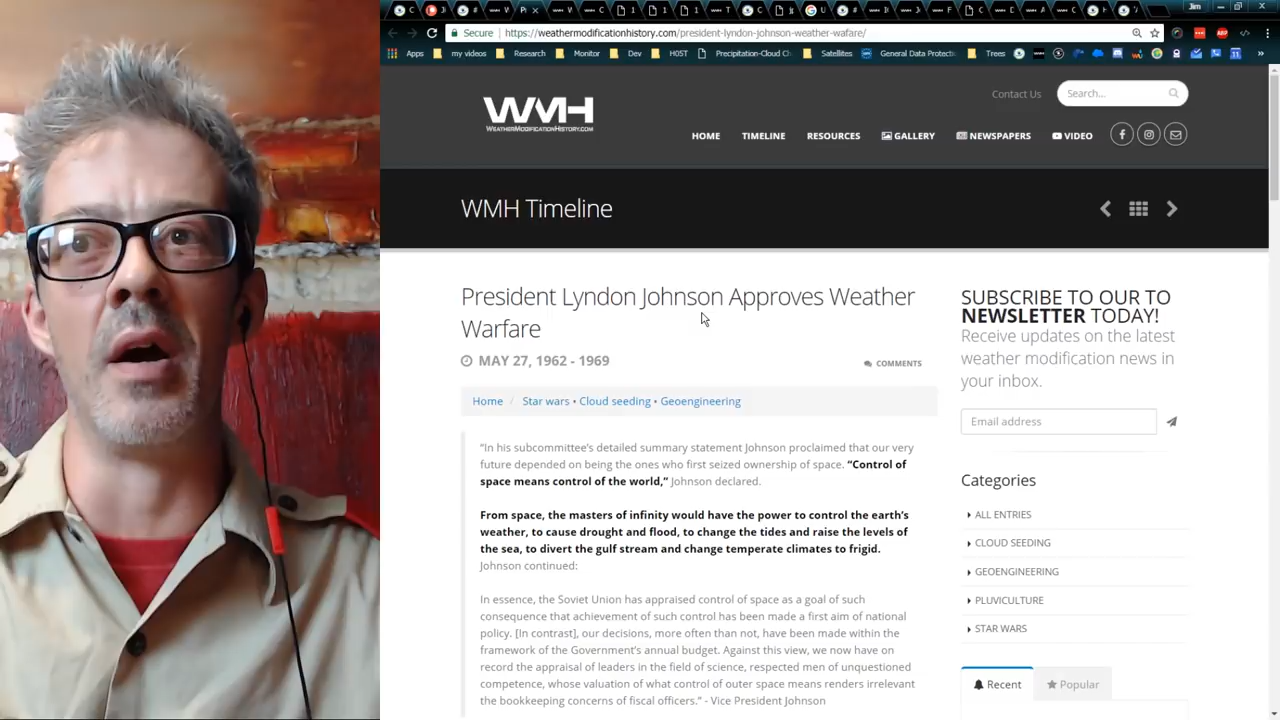 Jim
Secure
https://weathermodificationhistory.com/president-lyndon-johnson-weather-wafare/
Apps
my videos
Research
Monitor
Dev
H05T
Precipitation-Cloud Ch
Satellites
General Data Protecti
Trees
WMH
WEATHERMODIFICATIONHISTORY.COM
Contact Us
Search...
HOME
TIMELINE
RESOURCES
GALLERY
NEWSPAPERS
VIDEO
WMH Timeline
President Lyndon Johnson Approves Weather
Warfare
MAY 27, 1962 - 1969
COMMENTS
Home / Star wars • Cloud seeding • Geoengineering
“In his subcommittee’s detailed summary statement Johnson proclaimed that our very
future depended on being the ones who first seized ownership of space. “Control of
space means control of the world,” Johnson declared.
From space, the masters of infinity would have the power to control the earth’s
weather, to cause drought and flood, to change the tides and raise the levels of
the sea, to divert the gulf stream and change temperate climates to frigid.
Johnson continued:
In essence, the Soviet Union has appraised control of space as a goal of such
consequence that achievement of such control has been made a first aim of national
policy. [In contrast], our decisions, more often than not, have been made within the
framework of the Government’s annual budget. Against this view, we now have on
record the appraisal of leaders in the field of science, respected men of unquestioned
competence, whose valuation of what control of outer space means renders irrelevant
the bookkeeping concerns of fiscal officers.” - Vice President Johnson
SUBSCRIBE TO OUR TO
NEWSLETTER TODAY!
Receive updates on the latest
weather modification news in
your inbox.
Email address
Categories
ALL ENTRIES
CLOUD SEEDING
GEOENGINEERING
PLUVICULTURE
STAR WARS
Recent
Popular